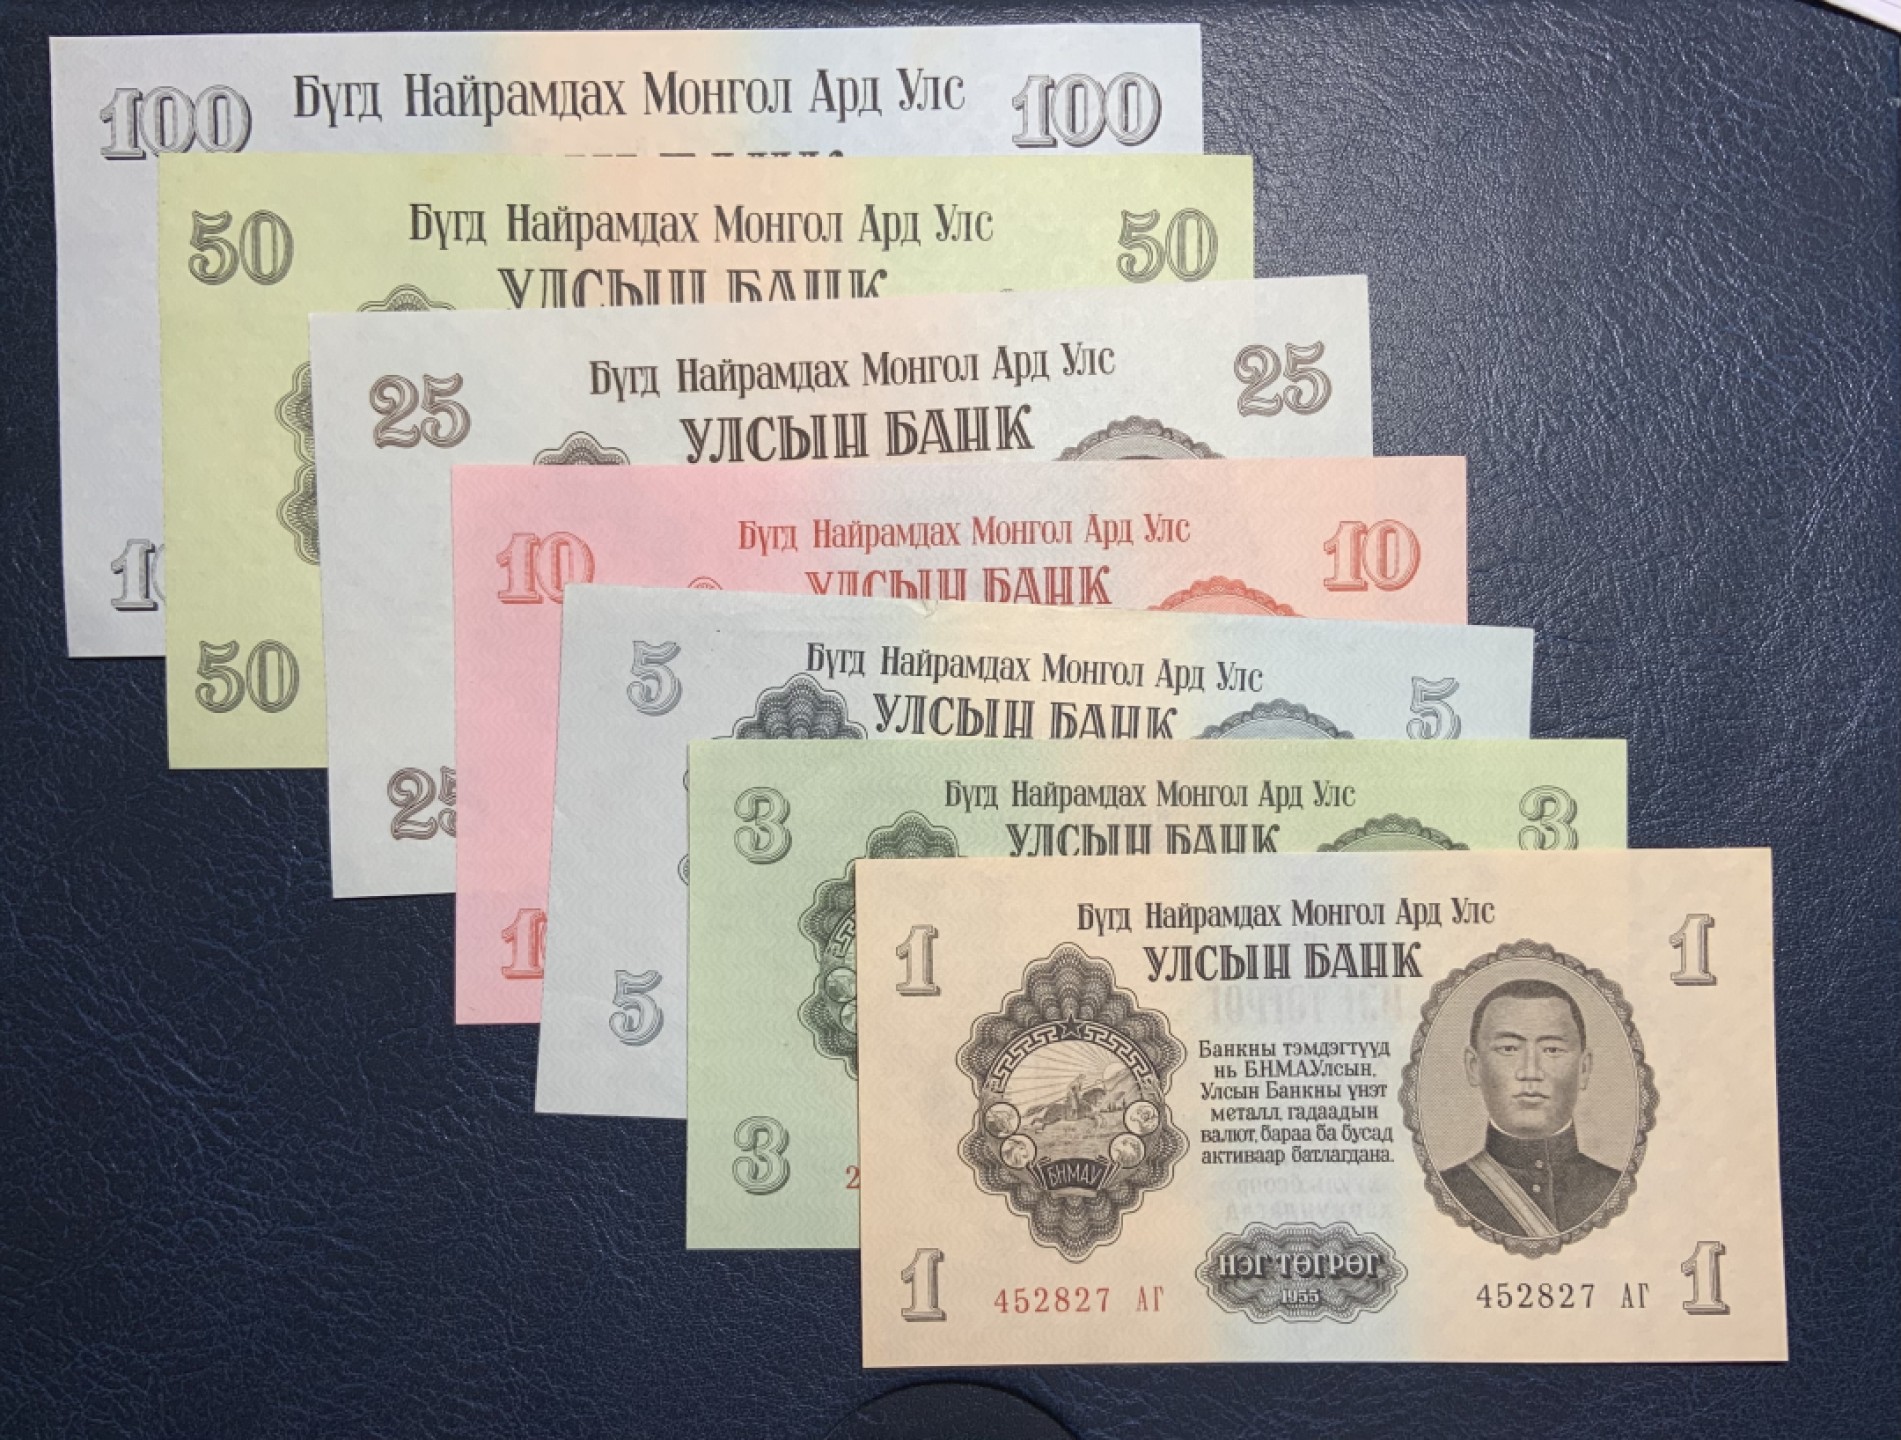 100 Бүгд Найрамдах Монгол Ард Улс 100
50 Бүгд Найрамдах Монгол Ард Улс 50
УЛСЫН БАНК
50
25 Бүгд Найрамдах Монгол Ард Улс 25
УЛСЫН БАНК
25
10 Бүгд Найрамдах Монгол Ард Улс 10
УЛСЫН БАНК
5 Бүгд Найрамдах Монгол Ард Улс 5
УЛСЫН БАНК
5
3 Бүгд Найрамдах Монгол Ард Улс 3
УЛСЫН БАНК
3
2
1 Бүгд Найрамдах Монгол Ард Улс 1
УЛСЫН БАНК
Банкны тэмдэгтүүд
нь Б.Н.М.А.Улсын,
Улсын Банкны үнэт
металл, гадаадын
валют, бараа ба бусад
активаар батлагдана.
БНМАУ
1 НЭГ ТӨГРӨГ 1
1955
452827 АГ 452827 АГ